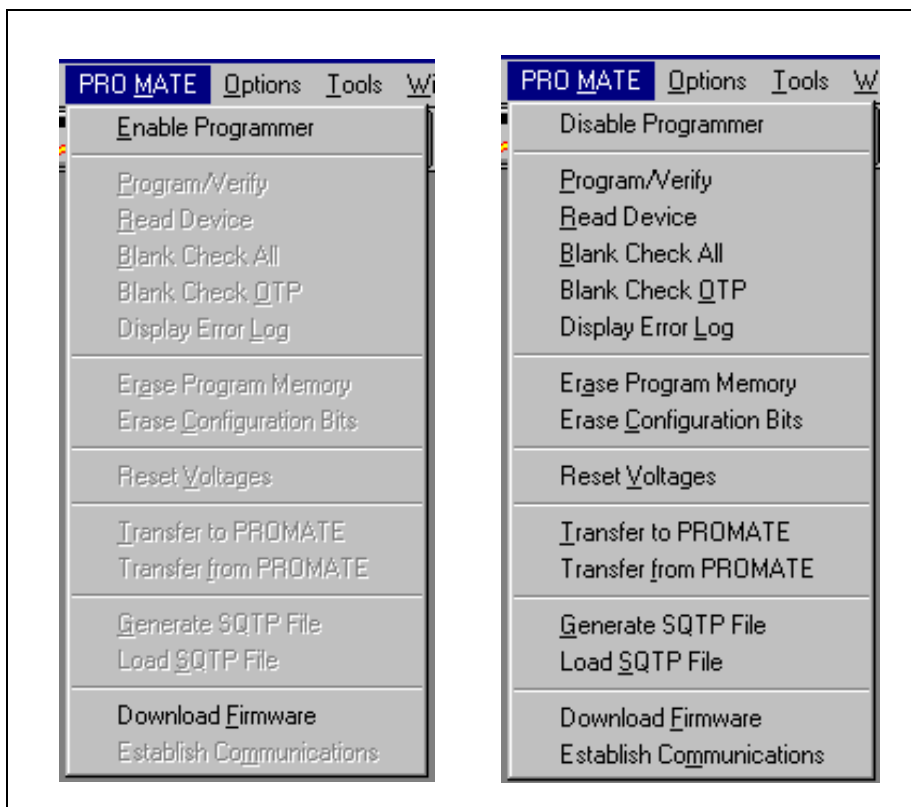 PRO MATE Options Tools Wi
Enable Programmer
Program/Verify
Read Device
Blank Check All
Blank Check OTP
Display Error Log
Erase Program Memory
Erase Configuration Bits
Reset Voltages
Transfer to PROMATE
Transfer from PROMATE
Generate SQTP File
Load SQTP File
Download Firmware
Establish Communications
PRO MATE Options Tools W
Disable Programmer
Program/Verify
Read Device
Blank Check All
Blank Check OTP
Display Error Log
Erase Program Memory
Erase Configuration Bits
Reset Voltages
Transfer to PROMATE
Transfer from PROMATE
Generate SQTP File
Load SQTP File
Download Firmware
Establish Communications